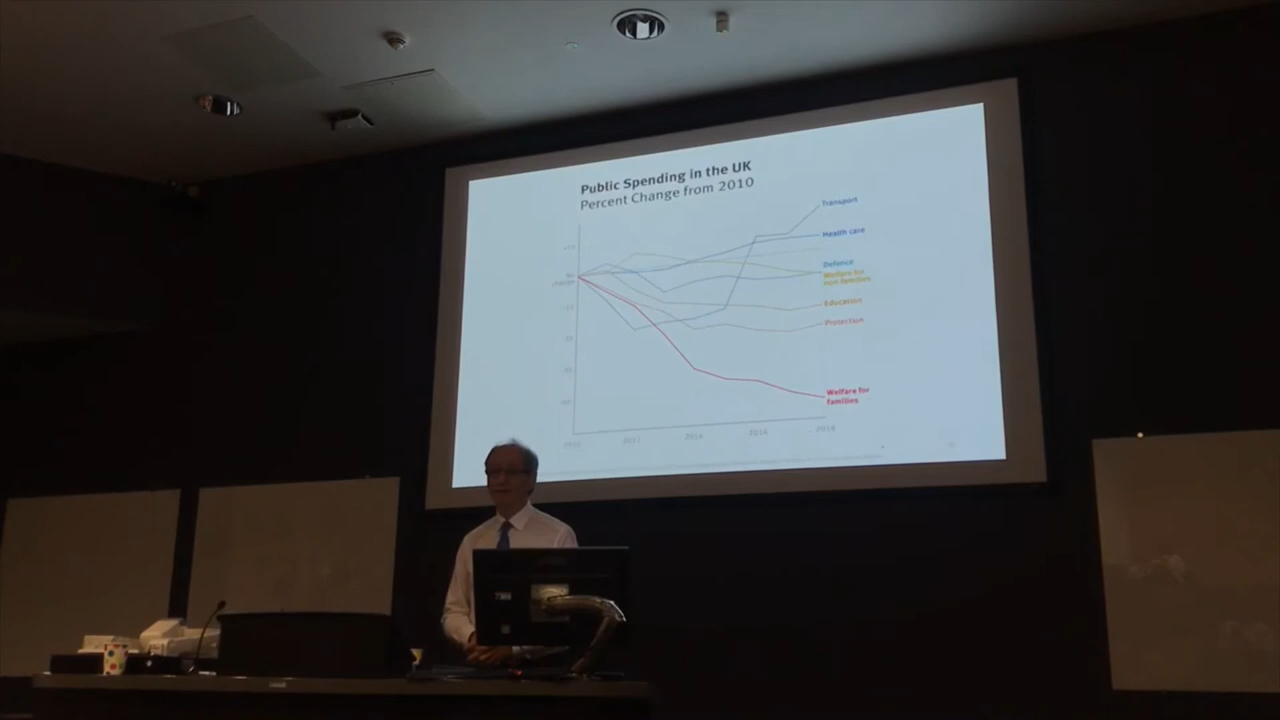 Public Spending in the UK
Percent Change from 2010
Transport
Health care
Defence
Welfare for
non families
Education
Protection
Welfare for
families
2014